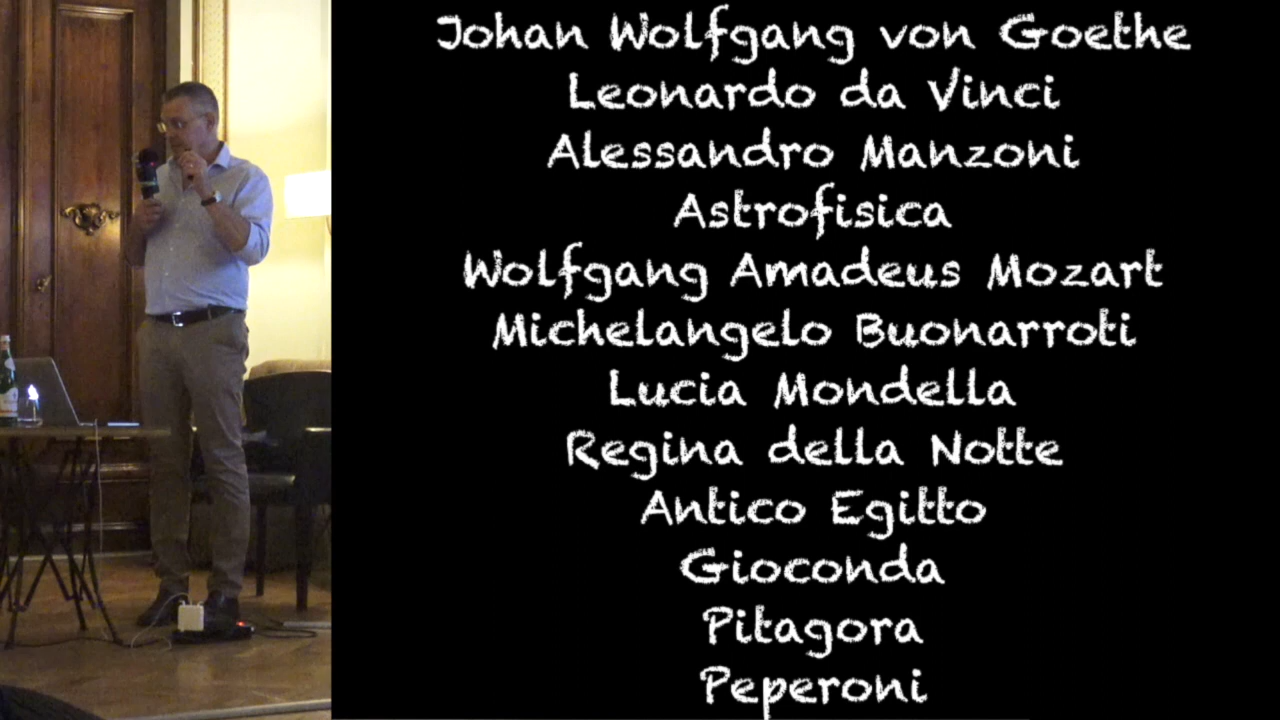 Johan Wolfgang von Goethe
Leonardo da Vinci
Alessandro Manzoni
Astrofisica
Wolfgang Amadeus Mozart
Michelangelo Buonarroti
Lucia Mondella
Regina della Notte
Antico Egitto
Gioconda
Pitagora
Peperoni